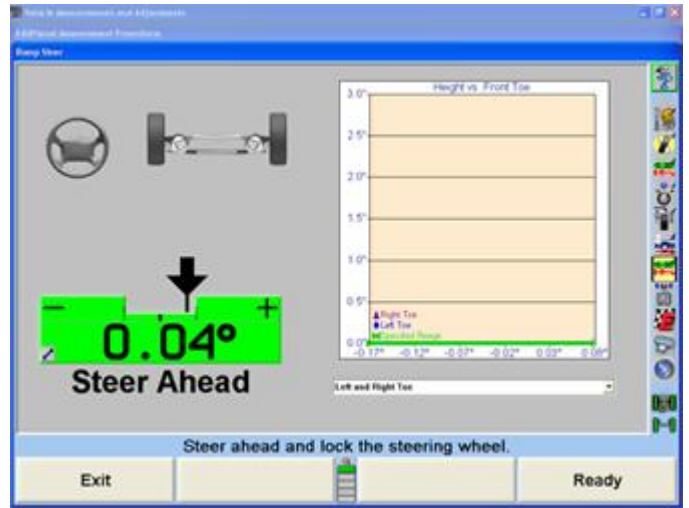 Bump Steer
Height vs Front Toe
3.0"
2.5"
2.0"
1.5"
1.0"
0.5"
0.0"
Right Toe
Left Toe
Specified Range
-0.17° -0.12° -0.07° -0.02° 0.03° 0.08°
- +
0.04°
Steer Ahead
Left and Right Toe
Steer ahead and lock the steering wheel.
Exit
Ready